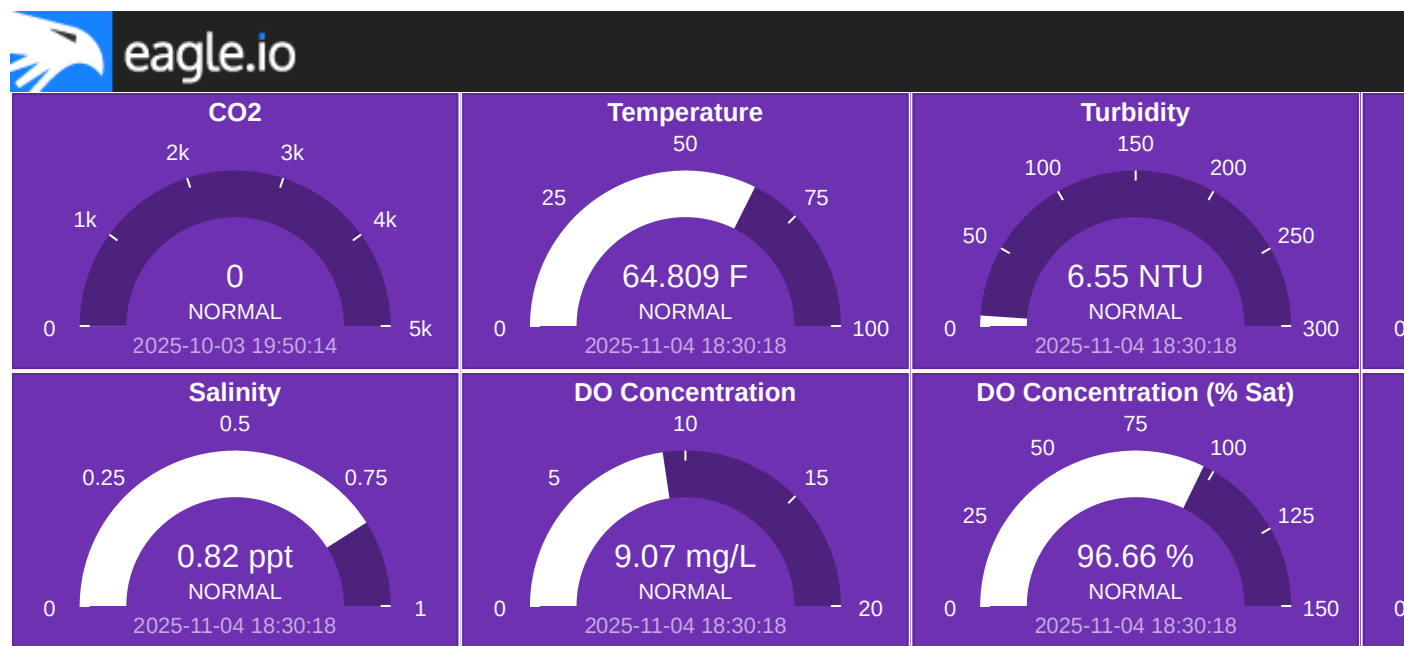 eagle.io
CO2
2k
3k
1k
4k
0
NORMAL
0
5k
2025-10-03 19:50:14
Temperature
50
25
75
64.809 F
NORMAL
0
100
2025-11-04 18:30:18
Turbidity
150
100
200
50
250
6.55 NTU
NORMAL
0
300
2025-11-04 18:30:18
Salinity
0.5
0.25
0.75
0.82 ppt
NORMAL
0
1
2025-11-04 18:30:18
DO Concentration
10
5
15
9.07 mg/L
NORMAL
0
20
2025-11-04 18:30:18
DO Concentration (% Sat)
75
50
100
25
125
96.66 %
NORMAL
0
150
2025-11-04 18:30:18